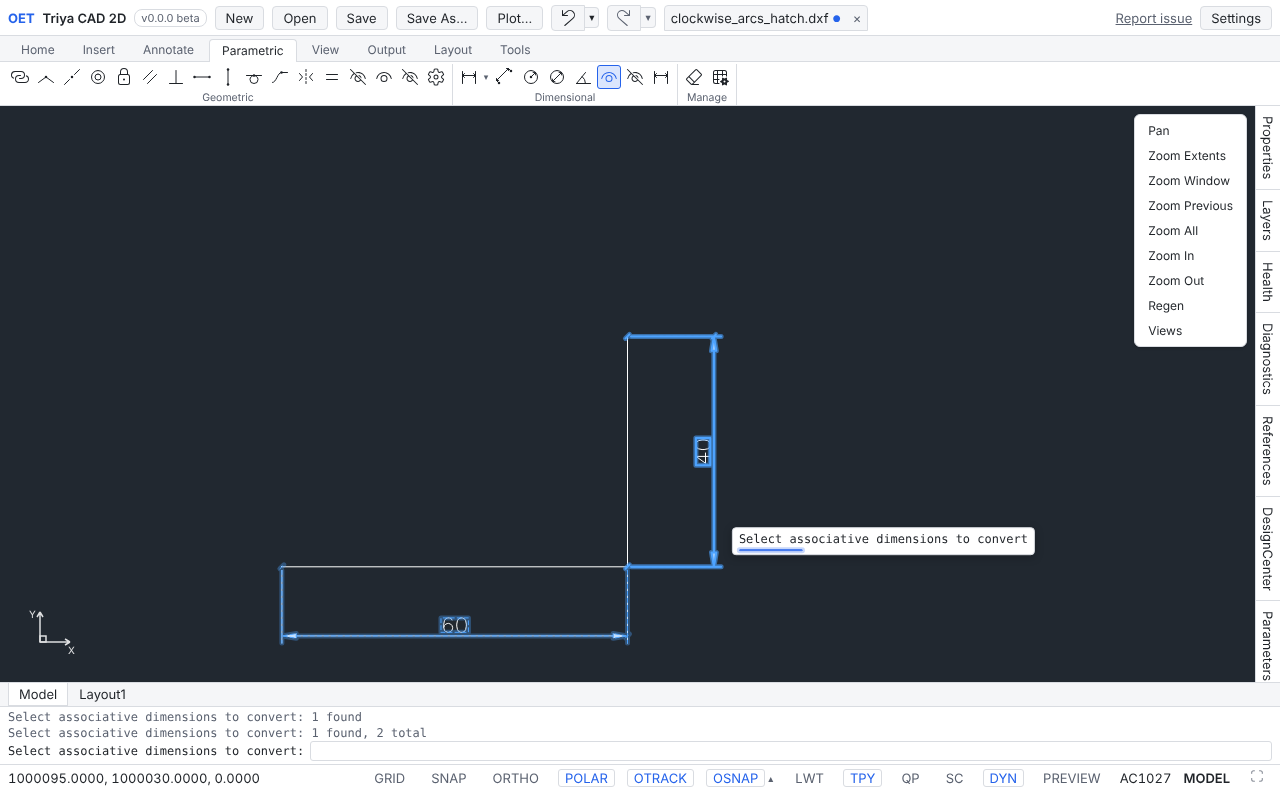 OET Triya CAD 2D v0.0.0 beta New Open Save Save As... Plot... clockwise_arcs_hatch.dxf Report issue Settings
Home Insert Annotate Parametric View Output Layout Tools
Geometric Dimensional Manage
Pan
Zoom Extents
Zoom Window
Zoom Previous
Zoom All
Zoom In
Zoom Out
Regen
Views
Properties
Layers
Health
Diagnostics
References
DesignCenter
Parameters
40
Select associative dimensions to convert
60
Y
X
Model Layout1
Select associative dimensions to convert: 1 found
Select associative dimensions to convert: 1 found, 2 total
Select associative dimensions to convert:
1000095.0000, 1000030.0000, 0.0000 GRID SNAP ORTHO POLAR OTRACK OSNAP LWT TPY QP SC DYN PREVIEW AC1027 MODEL